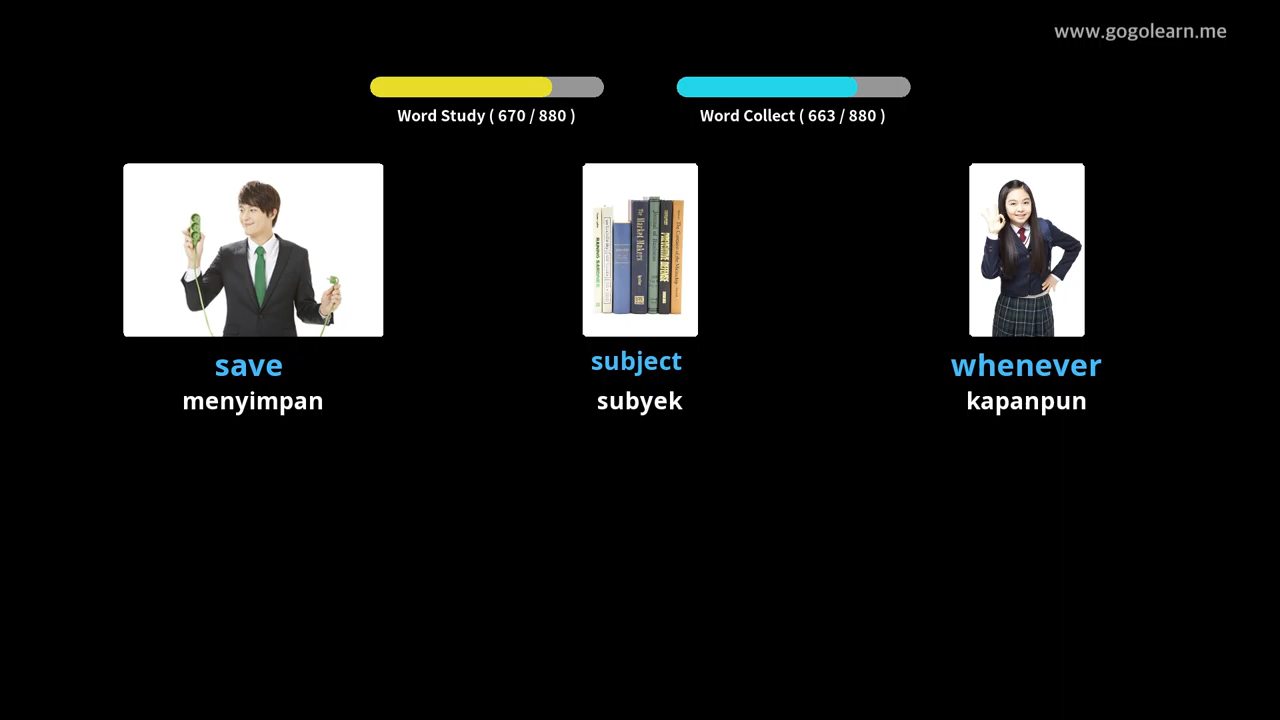 www.gogolearn.me
Word Study ( 670 / 880 )
Word Collect ( 663 / 880 )
save
menyimpan
subject
subyek
whenever
kapanpun